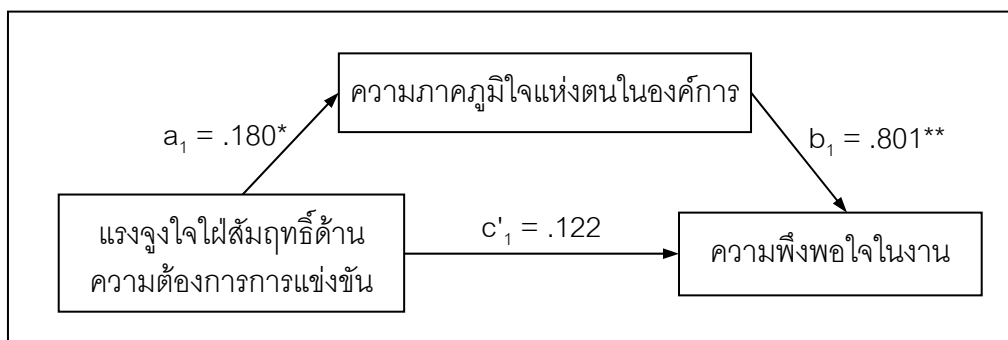 ความภาคภูมิใจแห่งตนในองค์การ
a₁ = .180*
b₁ = .801**
แรงจูงใจใฝ่สัมฤทธิ์ด้าน
ความต้องการการแข่งขัน
c'₁ = .122
ความพึงพอใจในงาน